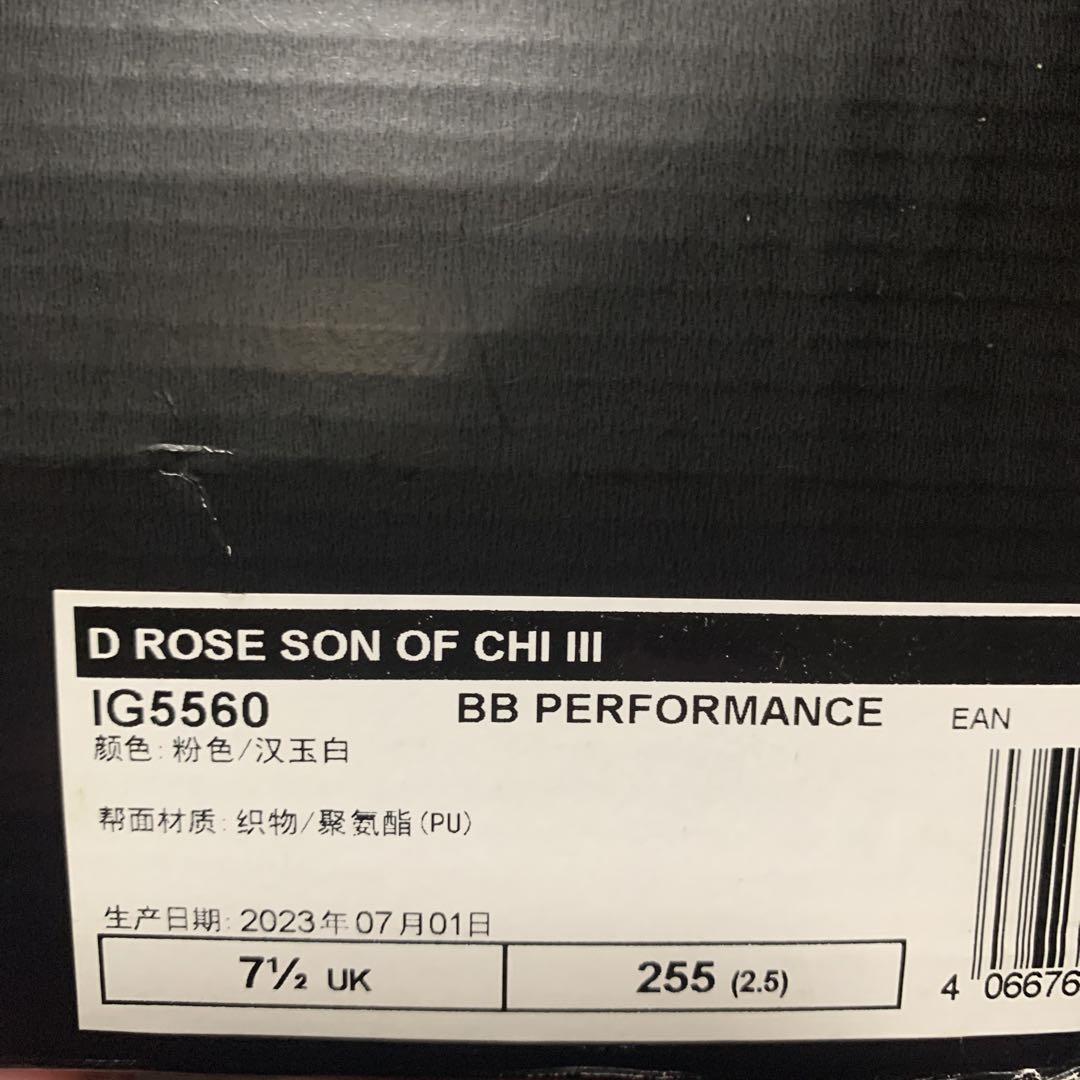 D ROSE SON OF CHI III
IG5560 BB PERFORMANCE EAN
颜色: 粉色/汉玉白
帮面材质: 织物/聚氨酯(PU)
生产日期: 2023年07月01日
7½ UK 255 (2.5)
4 06676